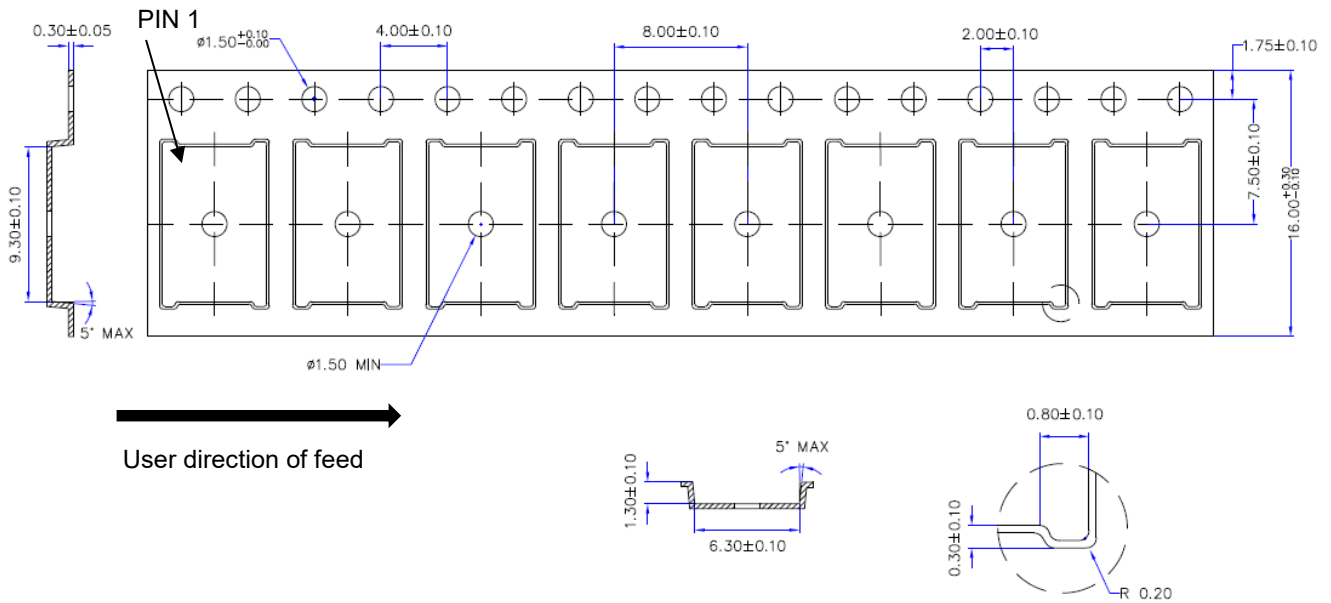 PIN 1
0.30±0.05
ø1.50+0.10-0.00
4.00±0.10
8.00±0.10
2.00±0.10
1.75±0.10
9.30±0.10
7.50±0.10
16.00+0.30-0.10
5° MAX
ø1.50 MIN
User direction of feed
5° MAX
1.30±0.10
6.30±0.10
0.80±0.10
0.30±0.10
R 0.20